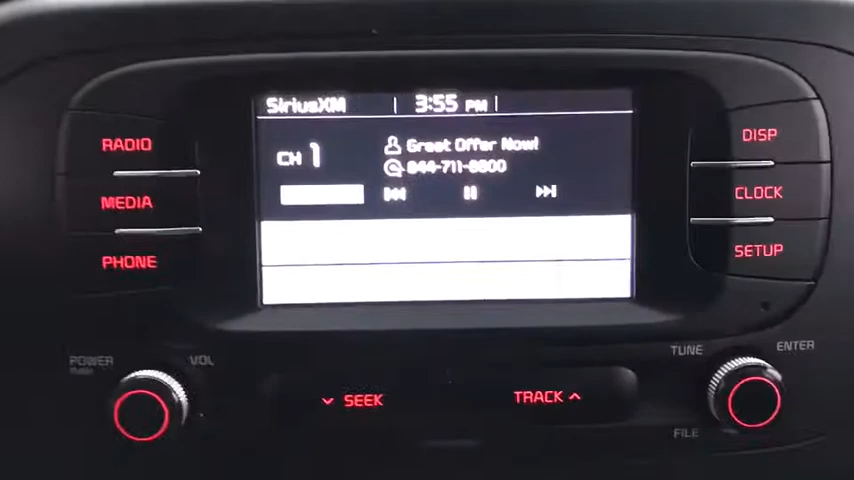 SiriusXM 3:55 PM
CH 1
Great Offer Now!
844-711-8800
RADIO
MEDIA
PHONE
DISP
CLOCK
SETUP
POWER
VOL
SEEK
TRACK
TUNE
ENTER
FILE